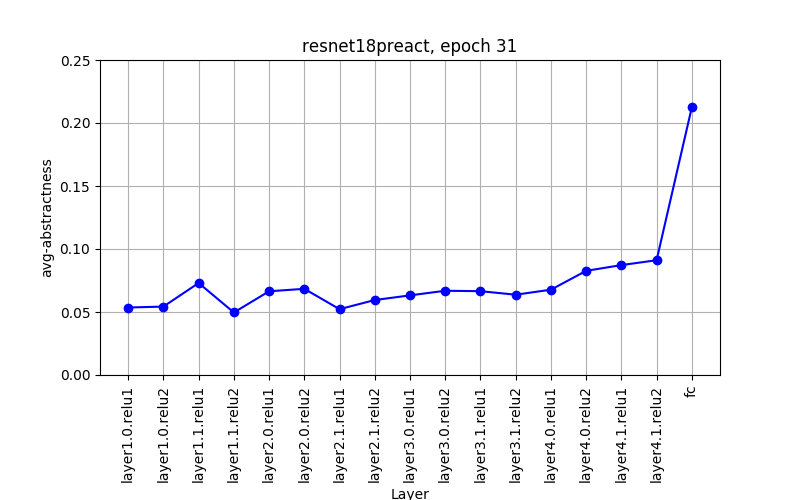 resnet18preact, epoch 31
avg-abstractness
0.25
0.20
0.15
0.10
0.05
0.00
layer1.0.relu1
layer1.0.relu2
layer1.1.relu1
layer1.1.relu2
layer2.0.relu1
layer2.0.relu2
layer2.1.relu1
layer2.1.relu2
layer3.0.relu1
layer3.0.relu2
layer3.1.relu1
layer3.1.relu2
layer4.0.relu1
layer4.0.relu2
layer4.1.relu1
layer4.1.relu2
fc
Layer